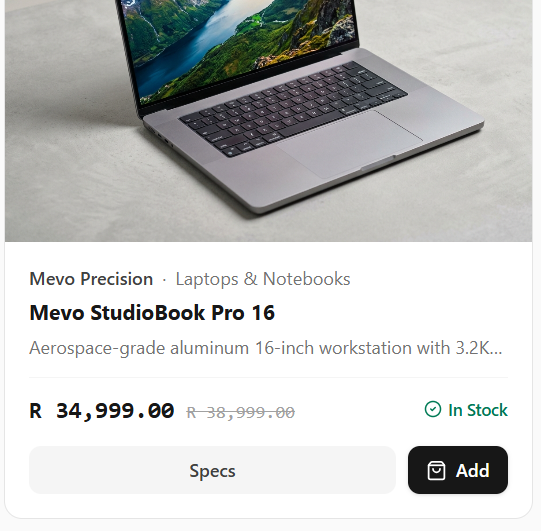 Mevo Precision · Laptops & Notebooks
Mevo StudioBook Pro 16
Aerospace-grade aluminum 16-inch workstation with 3.2K...
R 34,999.00 R 38,999.00 In Stock
Specs Add